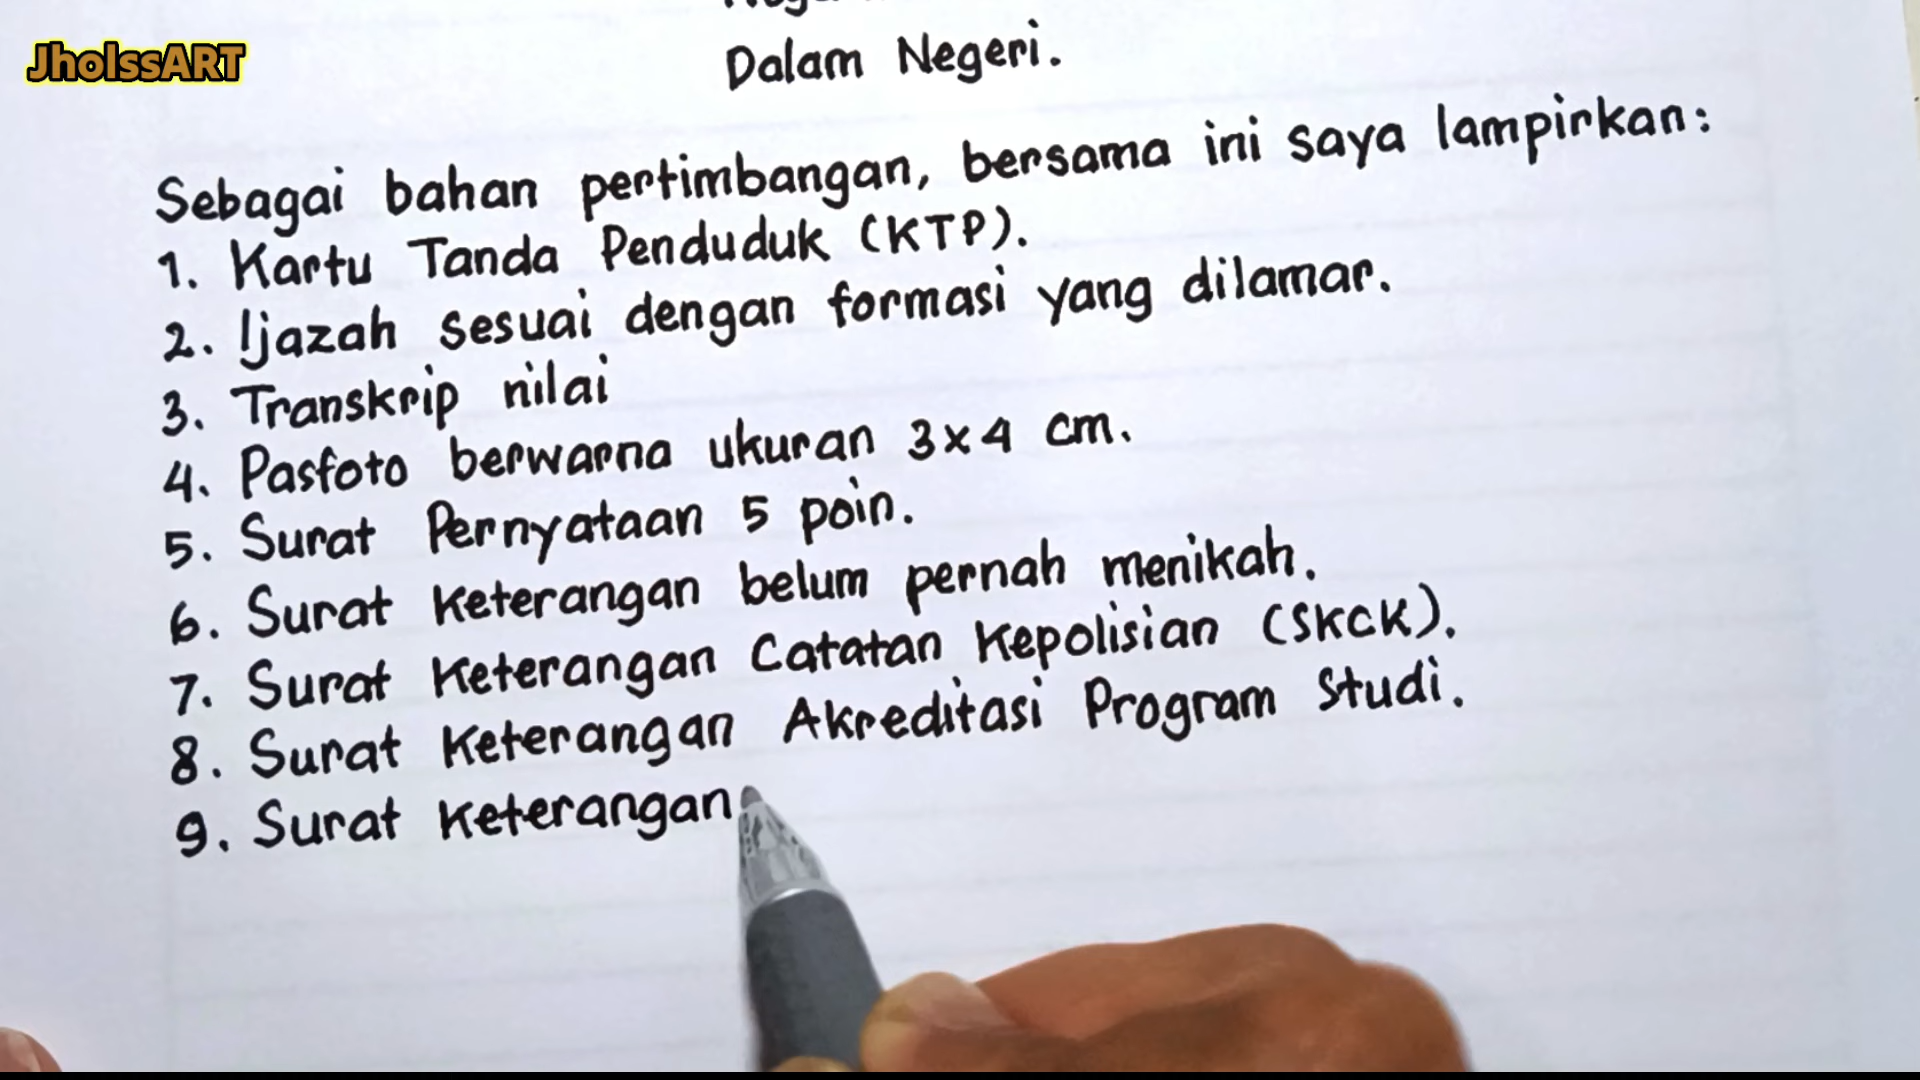 JholssART
Dalam Negeri.
Sebagai bahan pertimbangan, bersama ini saya lampirkan:
1. Kartu Tanda Penduduk (KTP).
2. Ijazah sesuai dengan formasi yang dilamar.
3. Transkrip nilai
4. Pasfoto berwarna ukuran 3x4 cm.
5. Surat Pernyataan 5 poin.
6. Surat Keterangan belum pernah menikah.
7. Surat Keterangan Catatan Kepolisian (SKCK).
8. Surat Keterangan Akreditasi Program Studi.
9. Surat Keterangan